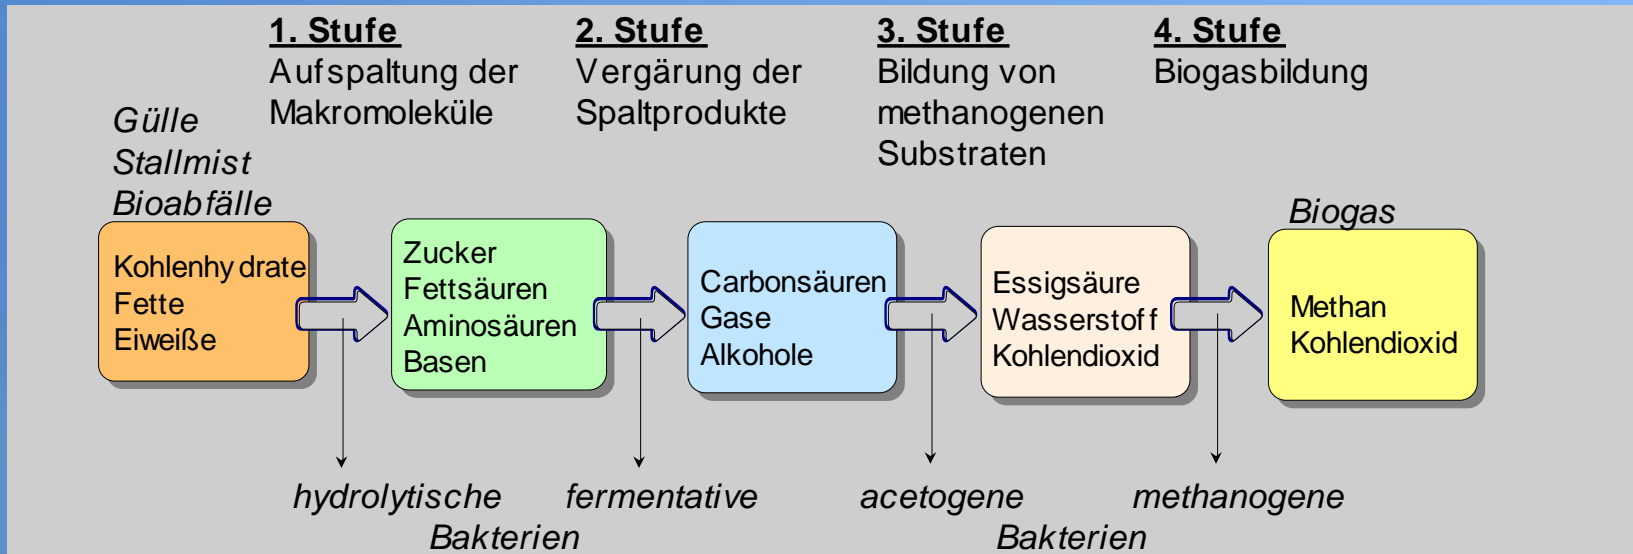 1. Stufe
Aufspaltung der
Makromoleküle
2. Stufe
Vergärung der
Spaltprodukte
3. Stufe
Bildung von
methanogenen
Substraten
4. Stufe
Biogasbildung
Gülle
Stallmist
Bioabfälle
Kohlenhydrate
Fette
Eiweiße
Zucker
Fettsäuren
Aminosäuren
Basen
Carbonsäuren
Gase
Alkohole
Essigsäure
Wasserstoff
Kohlendioxid
Biogas
Methan
Kohlendioxid
hydrolytische fermentative
Bakterien
acetogene methanogene
Bakterien